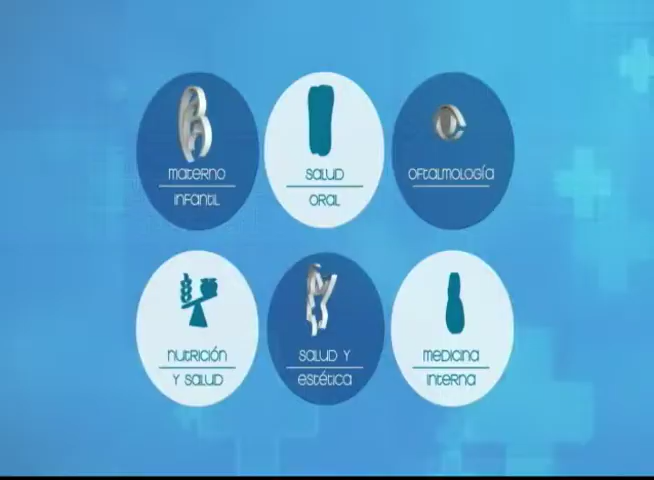 materno
infantil
salud
oral
oftalmología
nutrición
y salud
salud y
estética
medicina
interna